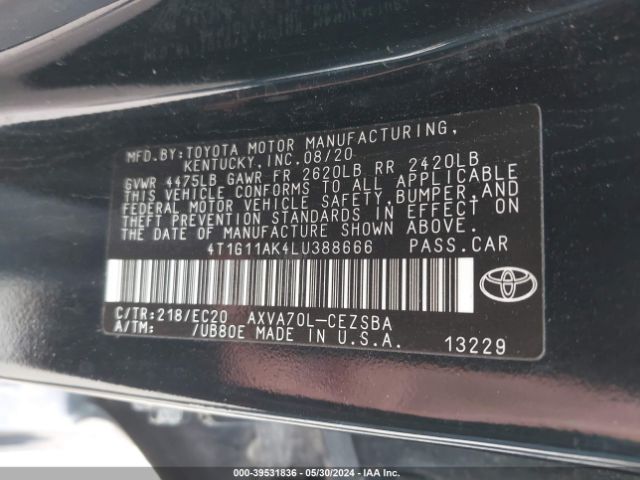 MFD.BY:TOYOTA MOTOR MANUFACTURING,
KENTUCKY,INC.08/20
GVWR 4475LB GAWR FR 2620LB RR 2420LB
THIS VEHICLE CONFORMS TO ALL APPLICABLE
FEDERAL MOTOR VEHICLE SAFETY,BUMPER,AND
THEFT PREVENTION STANDARDS IN EFFECT ON
THE DATE OF MANUFACTURE SHOWN ABOVE.
4T1G11AK4LU388666 PASS.CAR
C/TR:218/EC20 AXVA70L-CEZSBA
A/TM: /UB80E MADE IN U.S.A.
13229
000-39531836 - 05/30/2024 - IAAI.COM